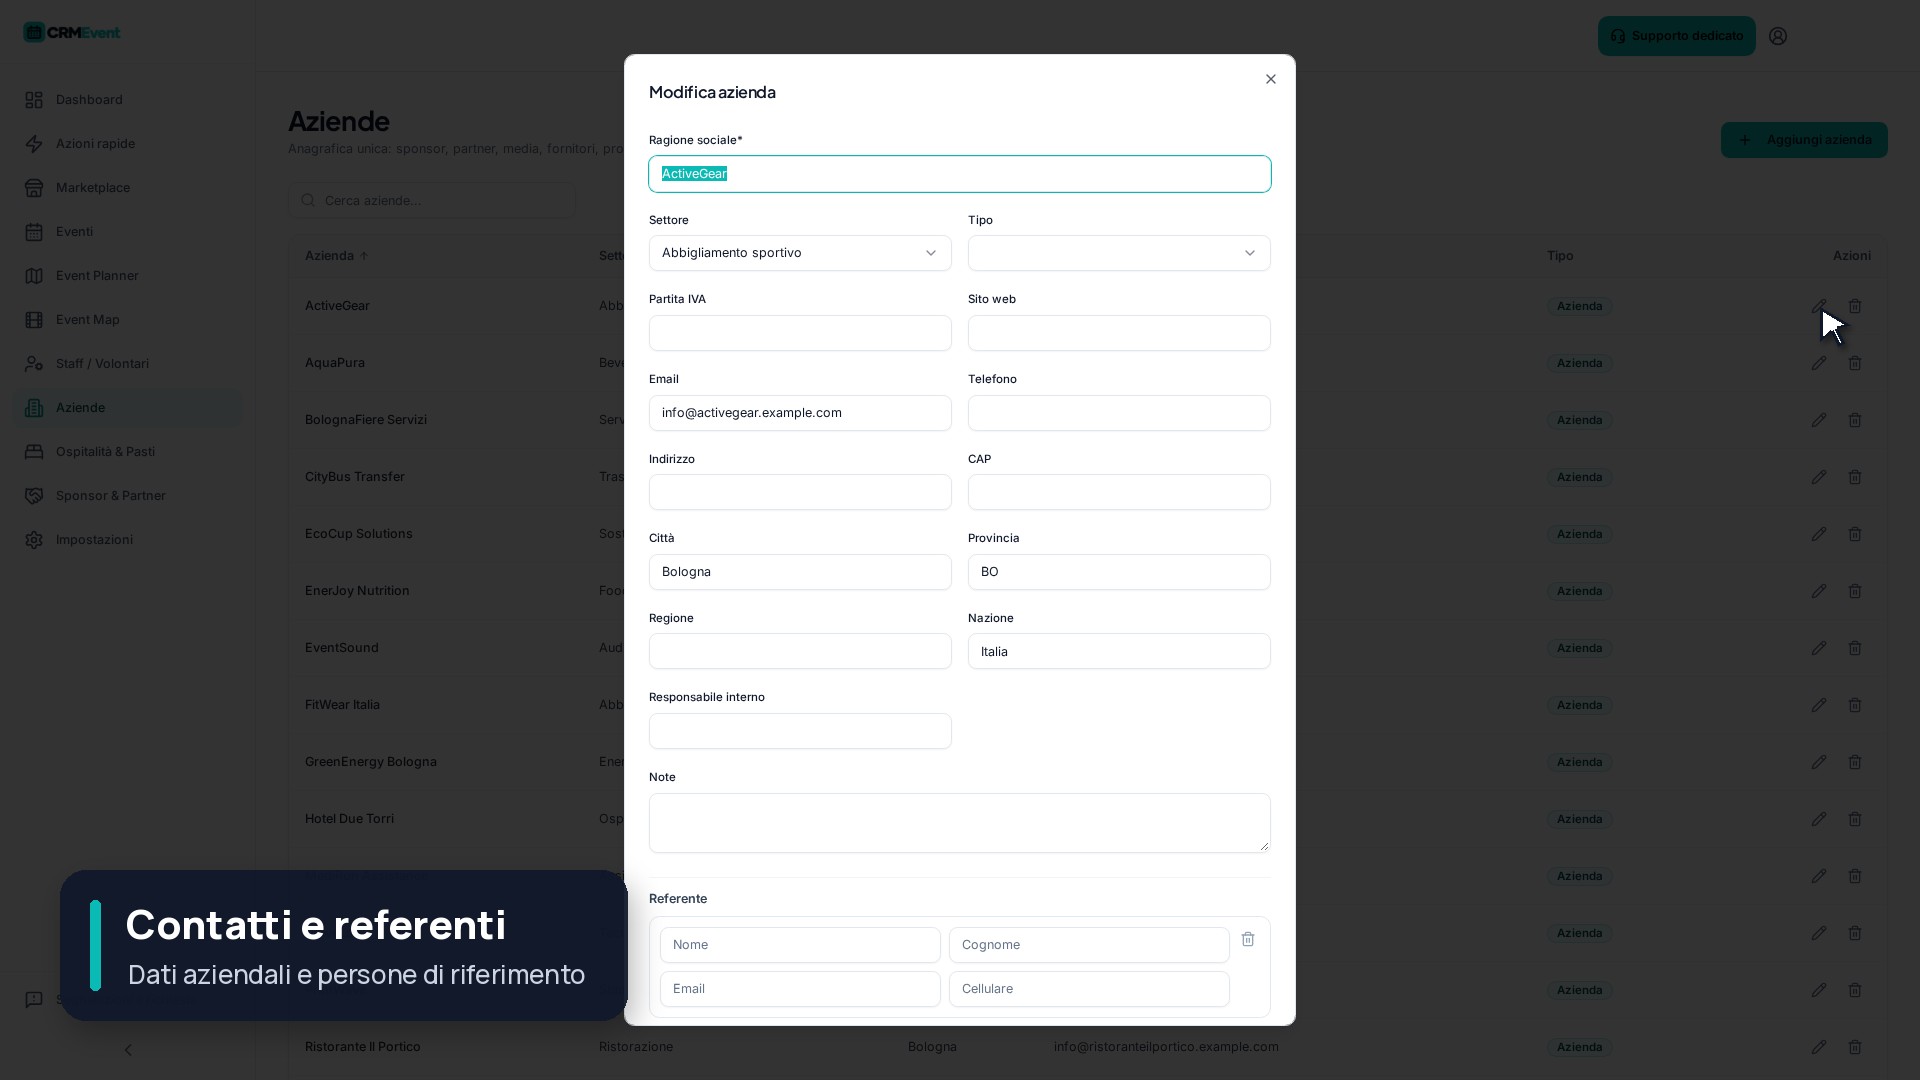 CRMEvent
Supporto dedicato
Dashboard
Azioni rapide
Marketplace
Eventi
Event Planner
Event Map
Staff / Volontari
Aziende
Ospitalità & Pasti
Sponsor & Partner
Impostazioni
Aziende
Anagrafica unica: sponsor, partner, media, fornitori,
Aggiungi azienda
Cerca aziende...
Azienda ↑
Tipo
Azioni
ActiveGear
Azienda
AquaPura
Azienda
BolognaFiere Servizi
Azienda
CityBus Transfer
Azienda
EcoCup Solutions
Azienda
EnerJoy Nutrition
Azienda
EventSound
Azienda
FitWear Italia
Azienda
GreenEnergy Bologna
Azienda
Hotel Due Torri
Azienda
Azienda
Azienda
Azienda
Ristorante Il Portico
Ristorazione
Bologna
info@ristoranteilportico.example.com
Azienda
Modifica azienda
Ragione sociale*
ActiveGear
Settore
Tipo
Abbigliamento sportivo
Partita IVA
Sito web
Email
Telefono
info@activegear.example.com
Indirizzo
CAP
Città
Provincia
Bologna
BO
Regione
Nazione
Italia
Responsabile interno
Note
Referente
Nome
Cognome
Email
Cellulare
Contatti e referenti
Dati aziendali e persone di riferimento